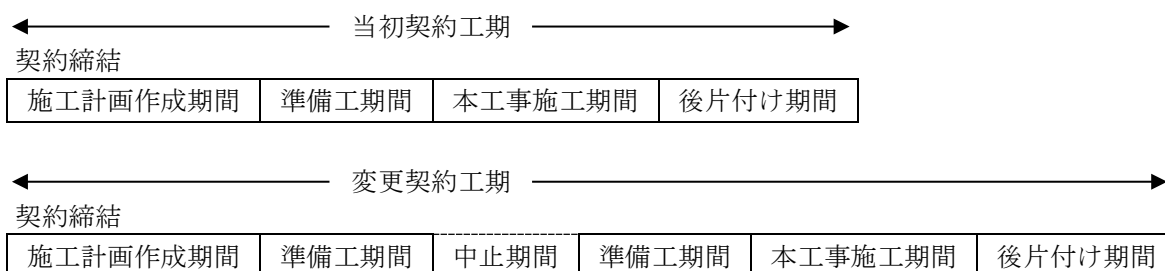 当初契約工期
契約締結
施工計画作成期間 準備工期間 本工事施工期間 後片付け期間
変更契約工期
契約締結
施工計画作成期間 準備工期間 中止期間 準備工期間 本工事施工期間 後片付け期間